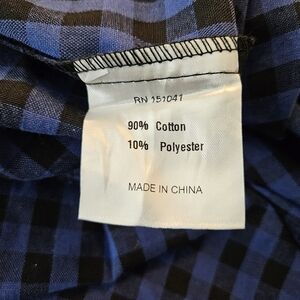 RN 151041
90% Cotton
10% Polyester
MADE IN CHINA